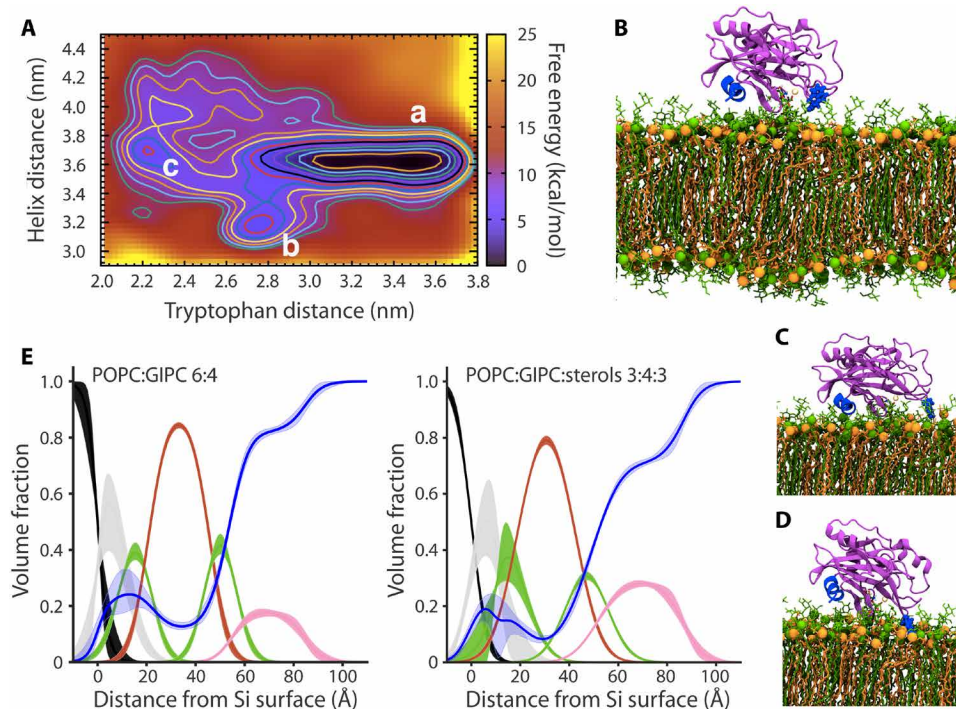 A
4.4
4.2
4.0
3.8
3.6
3.4
3.2
3.0
Helix distance (nm)
2.0 2.2 2.4 2.6 2.8 3.0 3.2 3.4 3.6 3.8
Tryptophan distance (nm)
a
b
c
25
20
15
10
5
0
Free energy (kcal/mol)
B
C
D
E
POPC:GIPC 6:4
1.0
0.8
0.6
0.4
0.2
0
Volume fraction
0 20 40 60 80 100
Distance from Si surface (Å)
POPC:GIPC:sterols 3:4:3
1.0
0.8
0.6
0.4
0.2
0.0
Volume fraction
0 20 40 60 80 100
Distance from Si surface (Å)